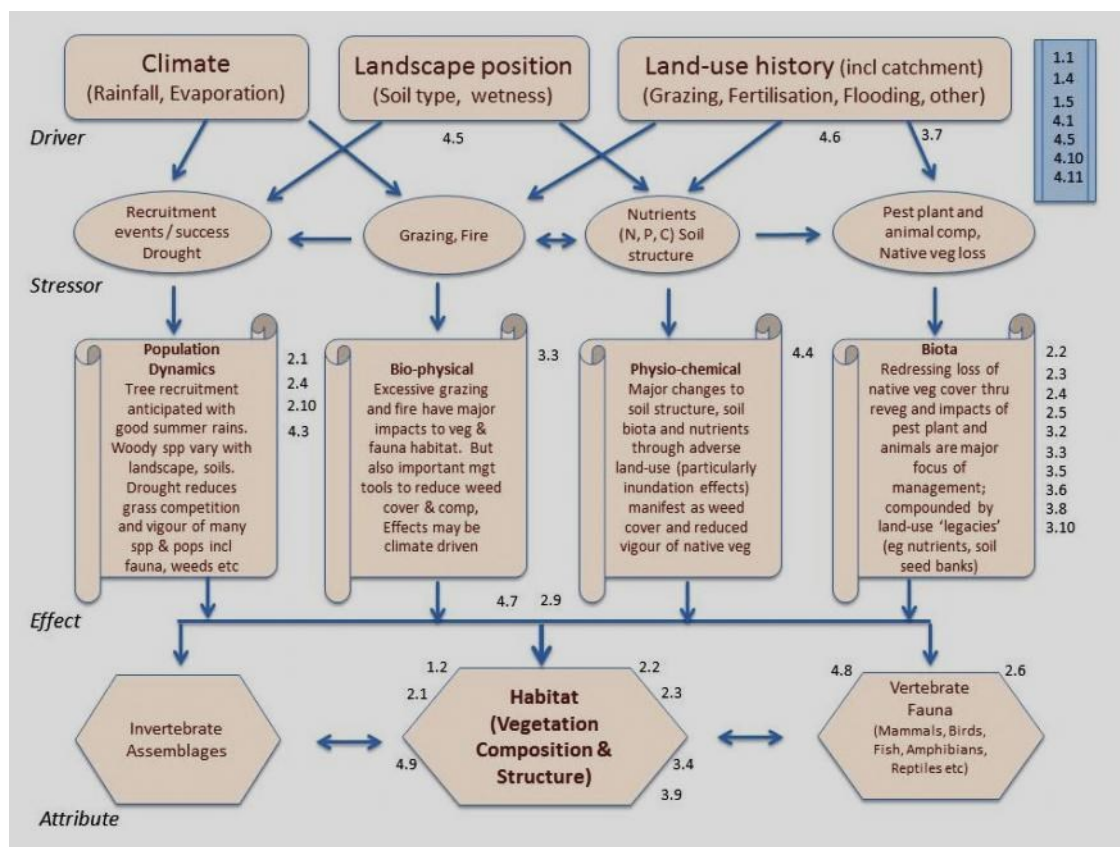 Climate
(Rainfall, Evaporation)
Landscape position
(Soil type, wetness)
Land-use history (incl catchment)
(Grazing, Fertilisation, Flooding, other)
1.1
1.4
1.5
4.1
4.5
4.10
4.11
Driver
4.5
4.6
3.7
Recruitment
events / success
Drought
Grazing, Fire
Nutrients
(N, P, C) Soil
structure
Pest plant and
animal comp,
Native veg loss
Stressor
Population
Dynamics
Tree recruitment
anticipated with
good summer rains.
Woody spp vary with
landscape, soils.
Drought reduces
grass competition
and vigour of many
spp & pops incl
fauna, weeds etc
2.1
2.4
2.10
4.3
Bio-physical
Excessive grazing
and fire have major
impacts to veg &
fauna habitat. But
also important mgt
tools to reduce weed
cover & comp,
Effects may be
climate driven
3.3
Physio-chemical
Major changes to
soil structure, soil
biota and nutrients
through adverse
land-use (particularly
inundation effects)
manifest as weed
cover and reduced
vigour of native veg
4.4
Biota
Redressing loss of
native veg cover thru
reveg and impacts of
pest plant and
animals are major
focus of
management;
compounded by
land-use ‘legacies’
(eg nutrients, soil
seed banks)
2.2
2.3
2.4
2.5
3.2
3.3
3.5
3.6
3.8
3.10
Effect
4.7
2.9
Invertebrate
Assemblages
1.2
2.1
4.9
Habitat
(Vegetation
Composition &
Structure)
2.2
2.3
3.4
3.9
4.8
2.6
Vertebrate
Fauna
(Mammals, Birds,
Fish, Amphibians,
Reptiles etc)
Attribute